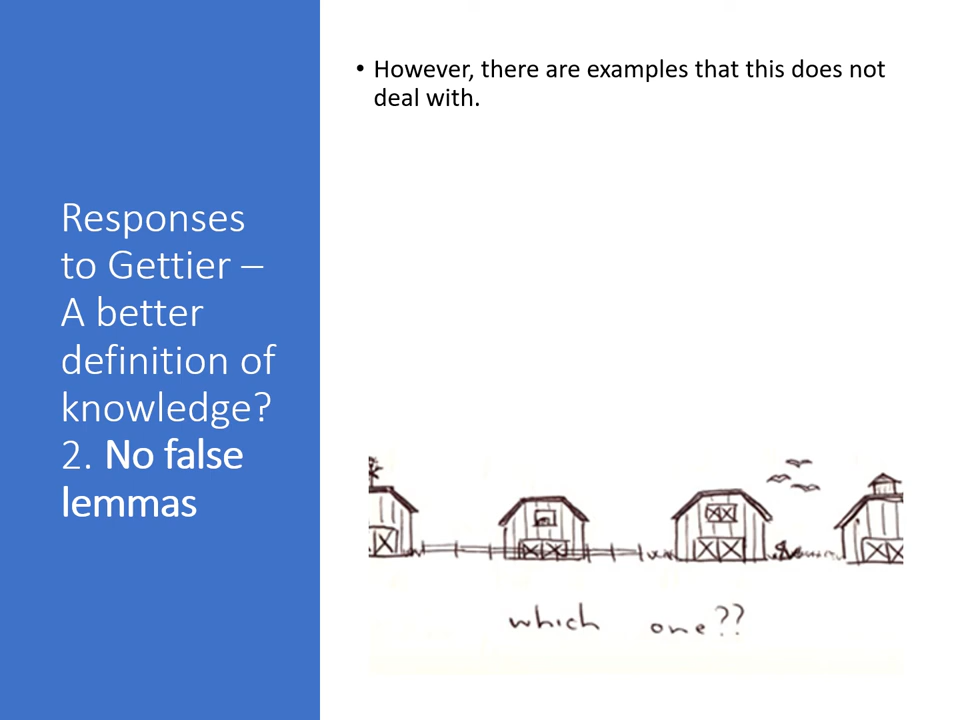 Responses
to Gettier –
A better
definition of
knowledge?
2. No false
lemmas
• However, there are examples that this does not
deal with.
which one??